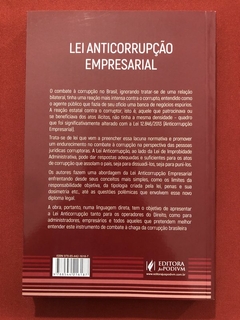 LEI ANTICORRUPÇÃO
EMPRESARIAL
O combate à corrupção no Brasil, ignorando tratar-se de uma relação
bilateral, tinha uma reação mais intensa contra o corrupto, entendido como
o agente público que fazia de seu ofício uma banca de negócios espúrios.
A reação estatal contra o corruptor, isto é, aquele que patrocinava ou
se beneficiava dos atos ilícitos, não tinha a mesma densidade - quadro
que foi significativamente alterado com a Lei 12.846/2013 (Anticorrupção
Empresarial).
Trata-se de lei que vem a preencher essa lacuna normativa e promover
um endurecimento no combate à corrupção na perspectiva das pessoas
jurídicas corruptoras. A Lei Anticorrupção, ao lado da Lei de Improbidade
Administrativa, pode dar respostas adequadas e suficientes para os atos
de corrupção que assolam o país, seja para dissuadi-los, seja para puni-los.
Os autores fazem uma abordagem da Lei Anticorrupção Empresarial
enfrentando desde seus conceitos mais simples, como os limites da
responsabilidade objetiva, da tipologia criada pela lei, penas e sua
dosimetria etc., até as questões polêmicas que envolvem esse novo
diploma legal.
A obra, portanto, numa linguagem direta, tem o objetivo de apresentar
a Lei Anticorrupção tanto para os operadores do Direito, como para
administradores, empresários e todos aqueles que pretendem melhor
entender este instrumento de combate à chaga da corrupção brasileira
EDITORA
JusPODIVM
www.editorajuspodivm.com.br